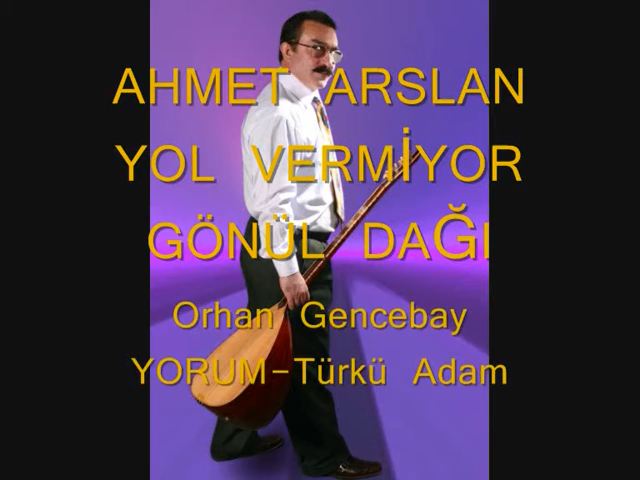 AHMET ARSLAN
YOL VERMİYOR
GÖNÜL DAĞI
Orhan Gencebay
YORUM-Türkü Adam